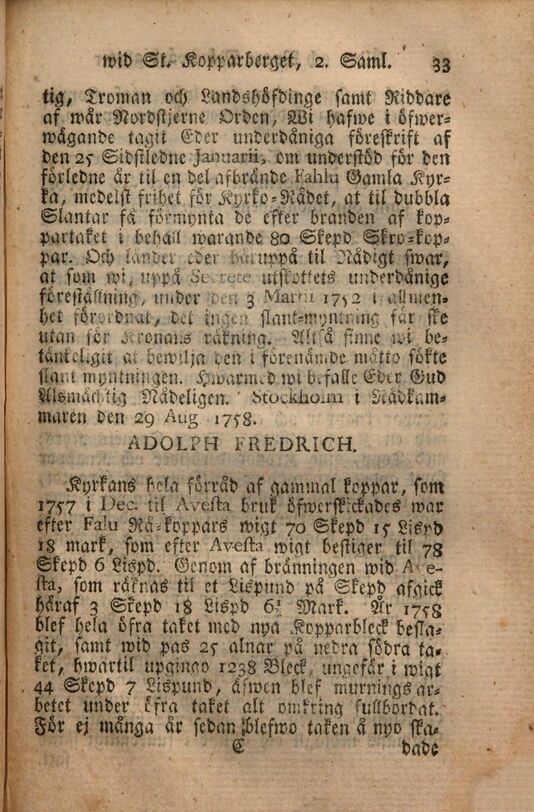 wid St. Kopparberget, 2. Saml. 33
tig, Troman och Landshöfdinge samt Riddare
af wår Nordstjerne Orden, Wi hafwe i öfwer-
wägande tagit Eder underdåniga föreskrift af
den 25 Sidstledne Januarii, om understöd för den
förledne år til en del afbrände Fahlu Gamla Kyr-
ka, medelst frihet för Kyrko-Rådet, at til dubbla
Slantar få förmynta de efter branden af kop-
partaket i behåll warande 80 Skepd Skro-kop-
par. Och länder eder häruppå til Nådigt swar,
at som wi, uppå Secrete utskottets underdånige
föreställning, under den 3 Martii 1752 i allmen-
het förordnat, det ingen slant-myntning får ske
utan för Kronans räkning. Altså finne wi be-
tänkeligit at bewilja den i förenämde måtto sökte
slant myntningen. Hwarmed wi befalle Eder Gud
Alsmächtig Nådeligen. Stockholm i Rådkam-
maren den 29 Aug 1758.
ADOLPH FREDRICH.
Kyrkans hela förråd af gammal koppar, som
1757 i Dec. til Avesta bruk öfwerskickades war
efter Falu Rå-koppars wigt 70 Skepd 15 Lispd
18 mark, som efter Avesta wigt bestiger til 78
Skepd 6 Lispd. Genom af bränningen wid Ave-
sta, som räknas til et Lispund på Skepd afgick
häraf 3 Skepd 18 Lispd 6½ Mark. År 1758
blef hela öfra taket med nya Kopparbleck besla-
git, samt wid pas 25 alnar på nedra södra ta-
ket, hwartil upgingo 1238 Bleck, ungefär i wigt
44 Skepd 7 Lispund, äfwen blef murnings ar-
betet under öfra taket alt omkring fullbordat.
För ej många år sedan blefwo taken å nyo ska-
C dade